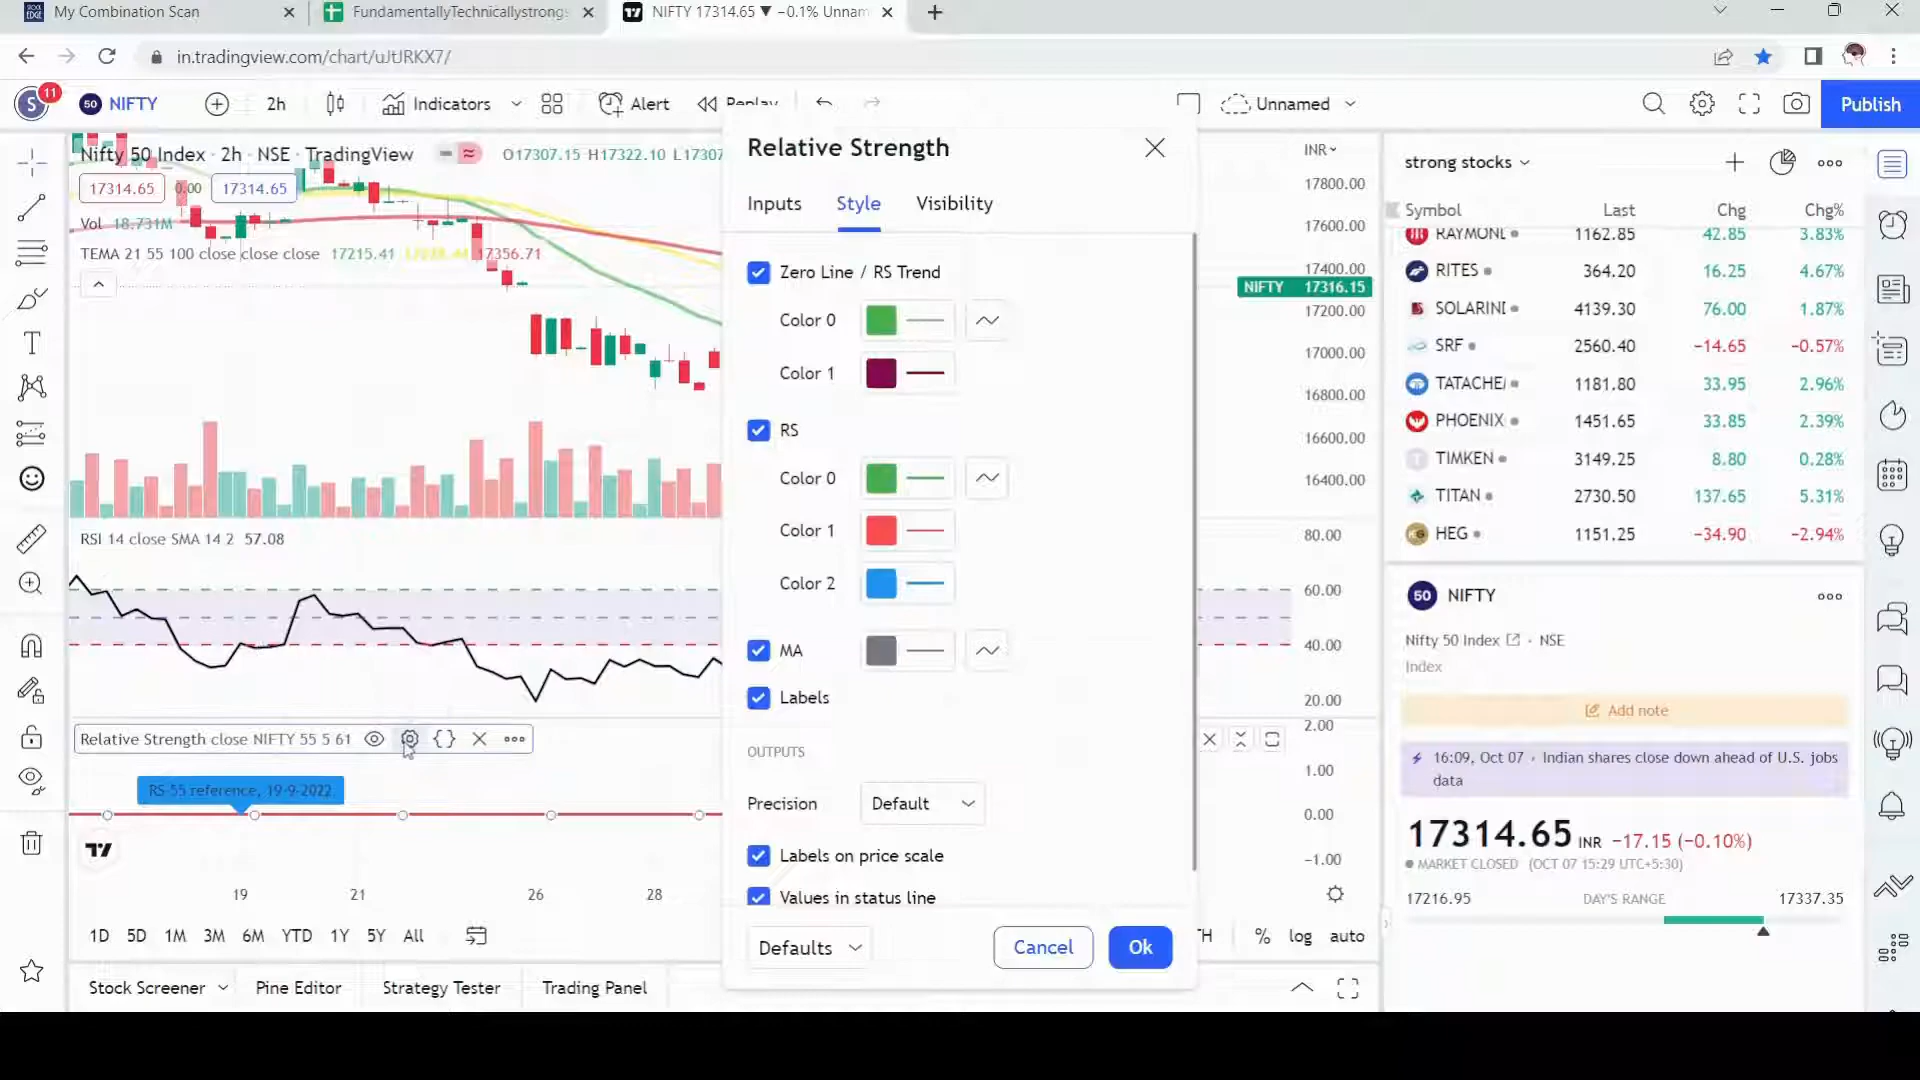 My Combination Scan
FundamentallyTechnicallystrong
NIFTY 17314.65 ▼ −0.1% Unnam
in.tradingview.com/chart/uJtJRKX7/
S
11
50 NIFTY
2h
Indicators
Alert
Replay
Unnamed
Publish
Nifty 50 Index · 2h · NSE · TradingView
O17307.15 H17322.10 L17307
17314.65
0.00
17314.65
Vol 18.731M
TEMA 21 55 100 close close close 17215.41 17356.71
RSI 14 close SMA 14 2 57.08
Relative Strength close NIFTY 55 5 61
RS-55 reference, 19-9-2022
19
21
26
28
1D
5D
1M
3M
6M
YTD
1Y
5Y
All
Stock Screener
Pine Editor
Strategy Tester
Trading Panel
Relative Strength
Inputs
Style
Visibility
Zero Line / RS Trend
Color 0
Color 1
RS
Color 0
Color 1
Color 2
MA
Labels
OUTPUTS
Precision
Default
Labels on price scale
Values in status line
Defaults
Cancel
Ok
INR
17800.00
17600.00
17400.00
NIFTY 17316.15
17200.00
17000.00
16800.00
16600.00
16400.00
80.00
60.00
40.00
20.00
2.00
1.00
0.00
−1.00
TH
%
log
auto
strong stocks
Symbol Last Chg Chg%
RAYMOND 1162.85 42.85 3.83%
RITES 364.20 16.25 4.67%
SOLARIND 4139.30 76.00 1.87%
SRF 2560.40 −14.65 −0.57%
TATACHE 1181.80 33.95 2.96%
PHOENIX 1451.65 33.85 2.39%
T TIMKEN 3149.25 8.80 0.28%
TITAN 2730.50 137.65 5.31%
HEG 1151.25 −34.90 −2.94%
50 NIFTY
Nifty 50 Index · NSE
Index
Add note
16:09, Oct 07 · Indian shares close down ahead of U.S. jobs
data
17314.65 INR −17.15 (−0.10%)
MARKET CLOSED (OCT 07 15:29 UTC+5:30)
17216.95 DAY'S RANGE 17337.35